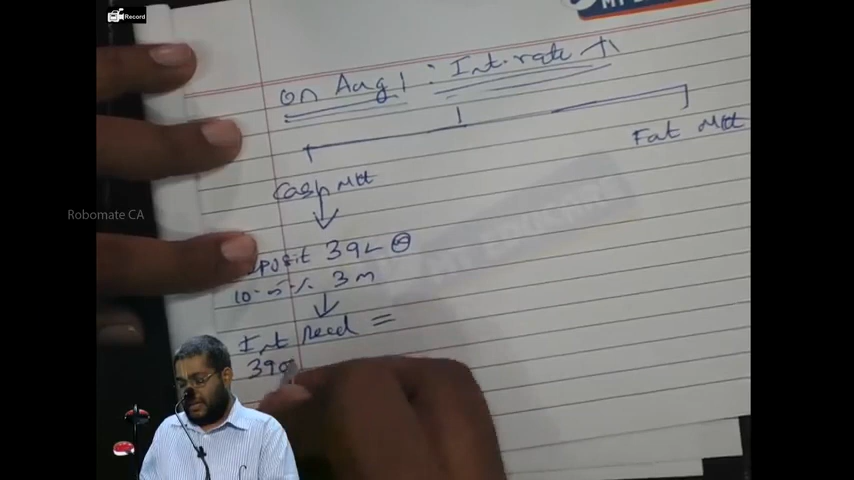 Record
on Aug 1 : Int. rate ↑
Cash Mkt
Fut Mkt
Deposit 39L @
10.5% 3m
Int Recd =
390
Robomate CA